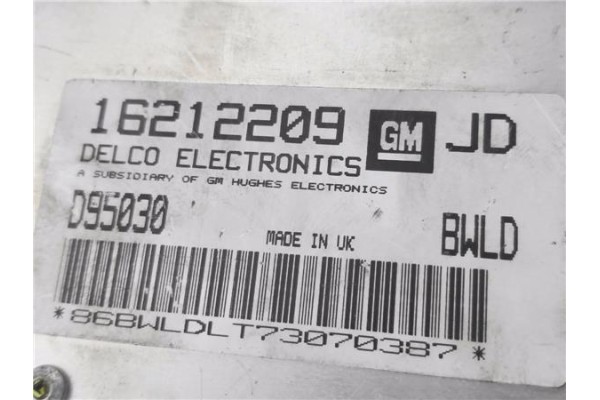 16212209 GM JD
DELCO ELECTRONICS
A SUBSIDIARY OF GM HUGHES ELECTRONICS
D95030 MADE IN UK BWLD
*86BWLDLT73070387*